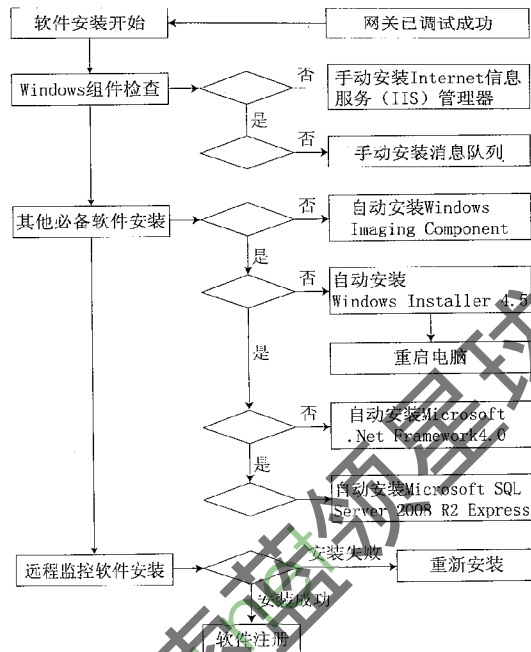 软件安装开始
网关已调试成功
Windows组件检查
否
手动安装Internet信息
服务（IIS）管理器
是
否
手动安装消息队列
其他必备软件安装
否
自动安装Windows
Imaging Component
是
否
自动安装
Windows Installer 4.5
重启电脑
是
否
自动安装Microsoft
.Net Framework4.0
是
自动安装Microsoft SQL
Server 2008 R2 Express
远程监控软件安装
安装失败
重新安装
安装成功
软件注册
蓝领星球
net